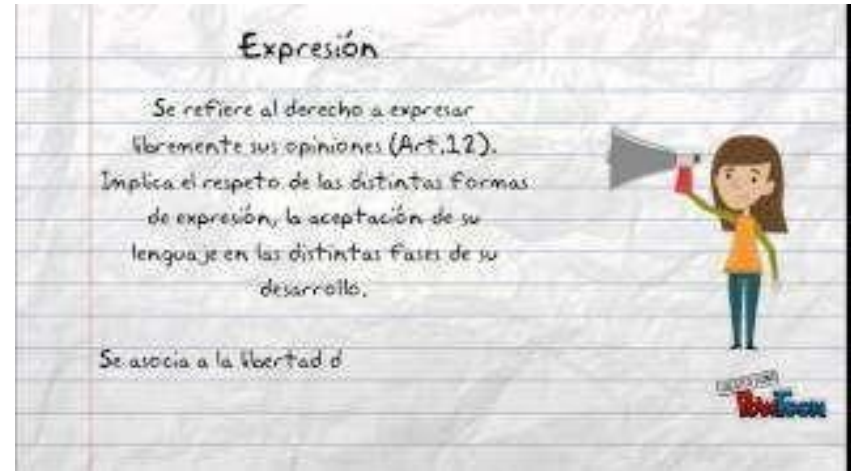 Expresión
Se refiere al derecho a expresar
libremente sus opiniones (Art.12).
Implica el respeto de las distintas formas
de expresión, la aceptación de su
lenguaje en las distintas fases de su
desarrollo.
Se asocia a la libertad d
PowToon